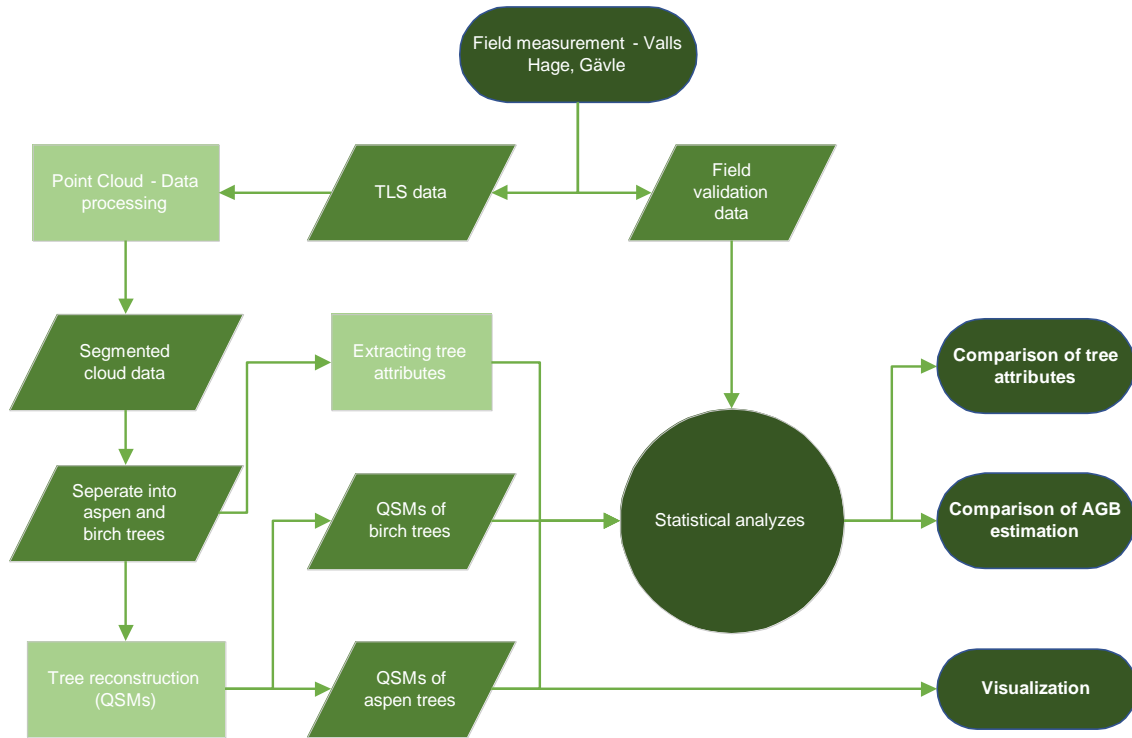 Field measurement - Valls
Hage, Gävle
Point Cloud - Data
processing
TLS data
Field
validation
data
Segmented
cloud data
Extracting tree
attributes
Comparison of tree
attributes
Seperate into
aspen and
birch trees
QSMs of
birch trees
Statistical analyzes
Comparison of AGB
estimation
Tree reconstruction
(QSMs)
QSMs of
aspen trees
Visualization